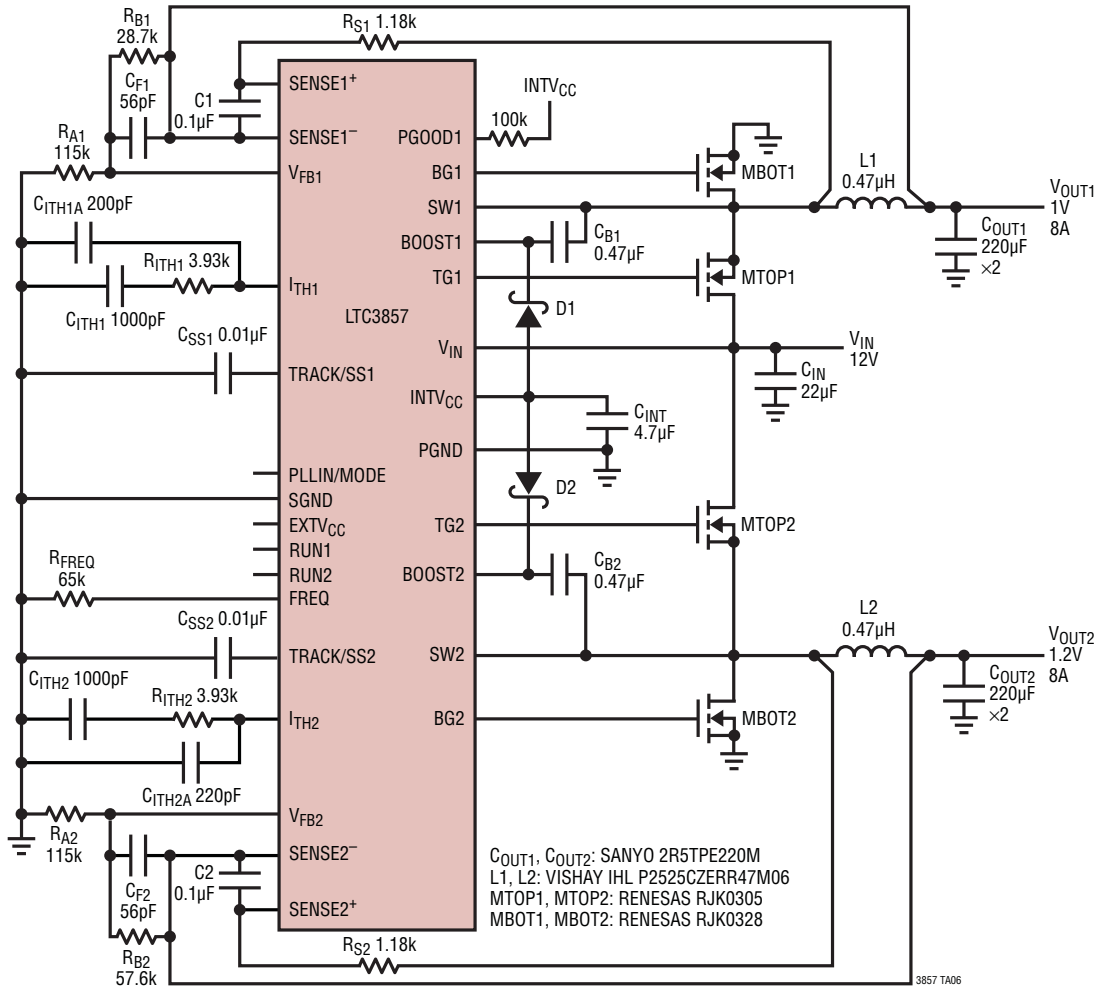 RB1
28.7k
CF1
56pF
RA1
115k
C1
0.1µF
RS1 1.18k
CITH1A 200pF
RITH1 3.93k
CITH1 1000pF
CSS1 0.01µF
RFREQ
65k
CSS2 0.01µF
CITH2 1000pF
RITH2 3.93k
CITH2A 220pF
RA2
115k
CF2
56pF
RB2
57.6k
C2
0.1µF
RS2 1.18k
SENSE1+
SENSE1–
VFB1
ITH1
LTC3857
TRACK/SS1
PLLIN/MODE
SGND
EXTVCC
RUN1
RUN2
FREQ
TRACK/SS2
ITH2
VFB2
SENSE2–
SENSE2+
PGOOD1
BG1
SW1
BOOST1
TG1
VIN
INTVCC
PGND
TG2
BOOST2
SW2
BG2
INTVCC
100k
MBOT1
L1
0.47µH
VOUT1
1V
8A
COUT1
220µF
×2
CB1
0.47µF
MTOP1
D1
VIN
12V
CIN
22µF
CINT
4.7µF
D2
MTOP2
CB2
0.47µF
L2
0.47µH
VOUT2
1.2V
8A
COUT2
220µF
×2
MBOT2
COUT1, COUT2: SANYO 2R5TPE220M
L1, L2: VISHAY IHL P2525CZERR47M06
MTOP1, MTOP2: RENESAS RJK0305
MBOT1, MBOT2: RENESAS RJK0328
3857 TA06